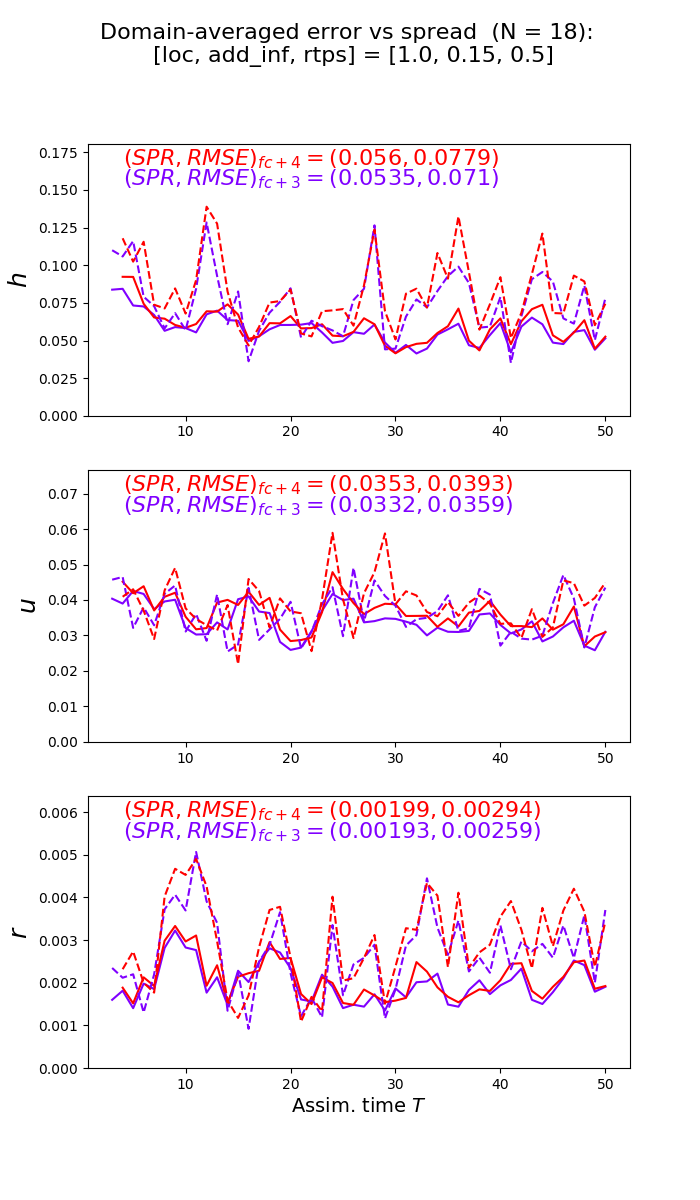 Domain-averaged error vs spread (N = 18):
[loc, add_inf, rtps] = [1.0, 0.15, 0.5]
(SPR, RMSE)fc+4 = (0.056, 0.0779)
(SPR, RMSE)fc+3 = (0.0535, 0.071)
h
0.175
0.150
0.125
0.100
0.075
0.050
0.025
0.000
10 20 30 40 50
(SPR, RMSE)fc+4 = (0.0353, 0.0393)
(SPR, RMSE)fc+3 = (0.0332, 0.0359)
u
0.07
0.06
0.05
0.04
0.03
0.02
0.01
0.00
10 20 30 40 50
(SPR, RMSE)fc+4 = (0.00199, 0.00294)
(SPR, RMSE)fc+3 = (0.00193, 0.00259)
r
0.006
0.005
0.004
0.003
0.002
0.001
0.000
10 20 30 40 50
Assim. time T